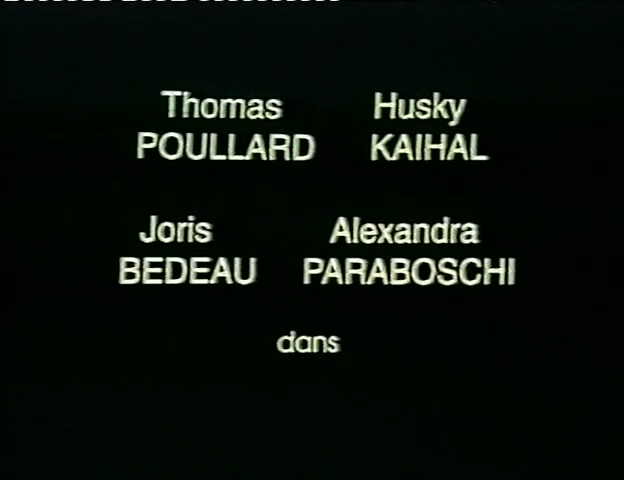 Thomas Husky
POULLARD KAIHAL
Joris Alexandra
BEDEAU PARABOSCHI
dans